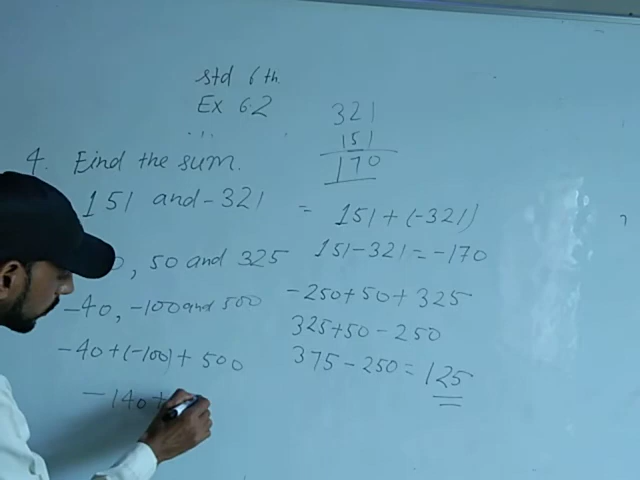 std 6th
Ex 6.2
321
151
170
4. Find the sum.
151 and -321 = 151 + (-321)
151 - 321 = -170
0, 50 and 325
-40, -100 and 500
-250 + 50 + 325
325 + 50 - 250
-40 + (-100) + 500
375 - 250 = 125
-140 +